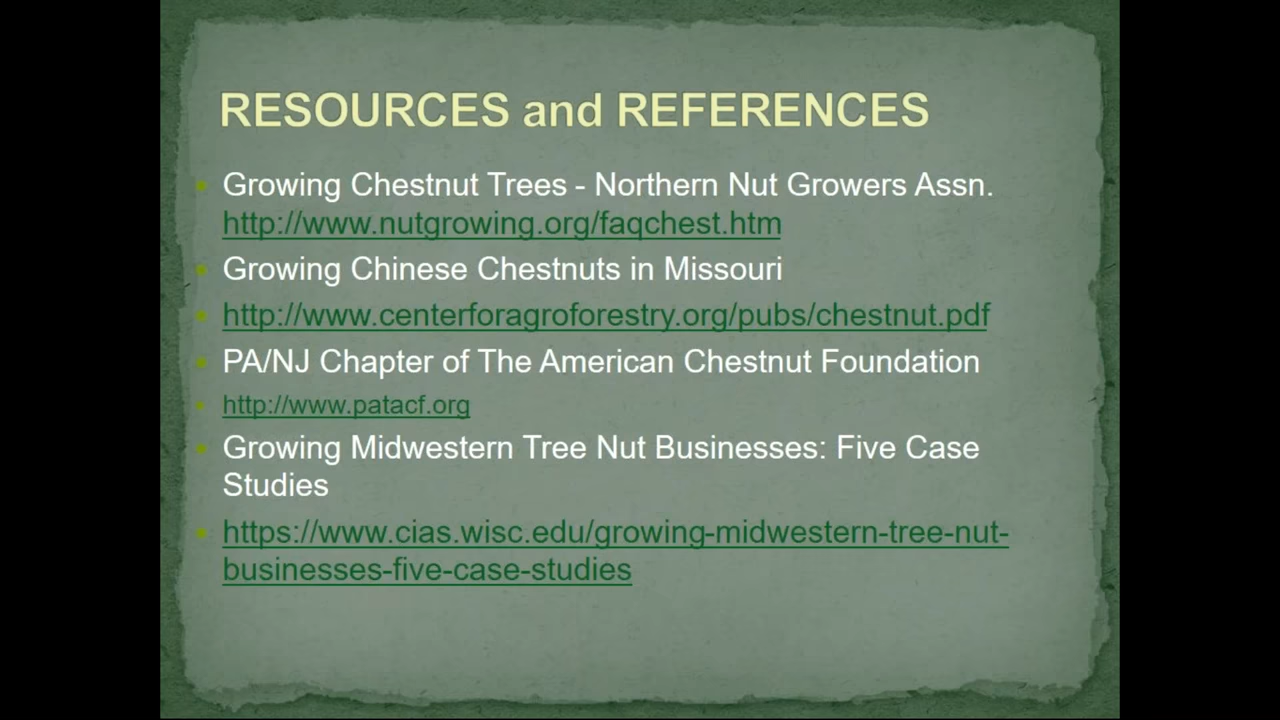 RESOURCES and REFERENCES
Growing Chestnut Trees - Northern Nut Growers Assn.
http://www.nutgrowing.org/faqchest.htm
Growing Chinese Chestnuts in Missouri
http://www.centerforagroforestry.org/pubs/chestnut.pdf
PA/NJ Chapter of The American Chestnut Foundation
http://www.patacf.org
Growing Midwestern Tree Nut Businesses: Five Case
Studies
https://www.cias.wisc.edu/growing-midwestern-tree-nut-
businesses-five-case-studies